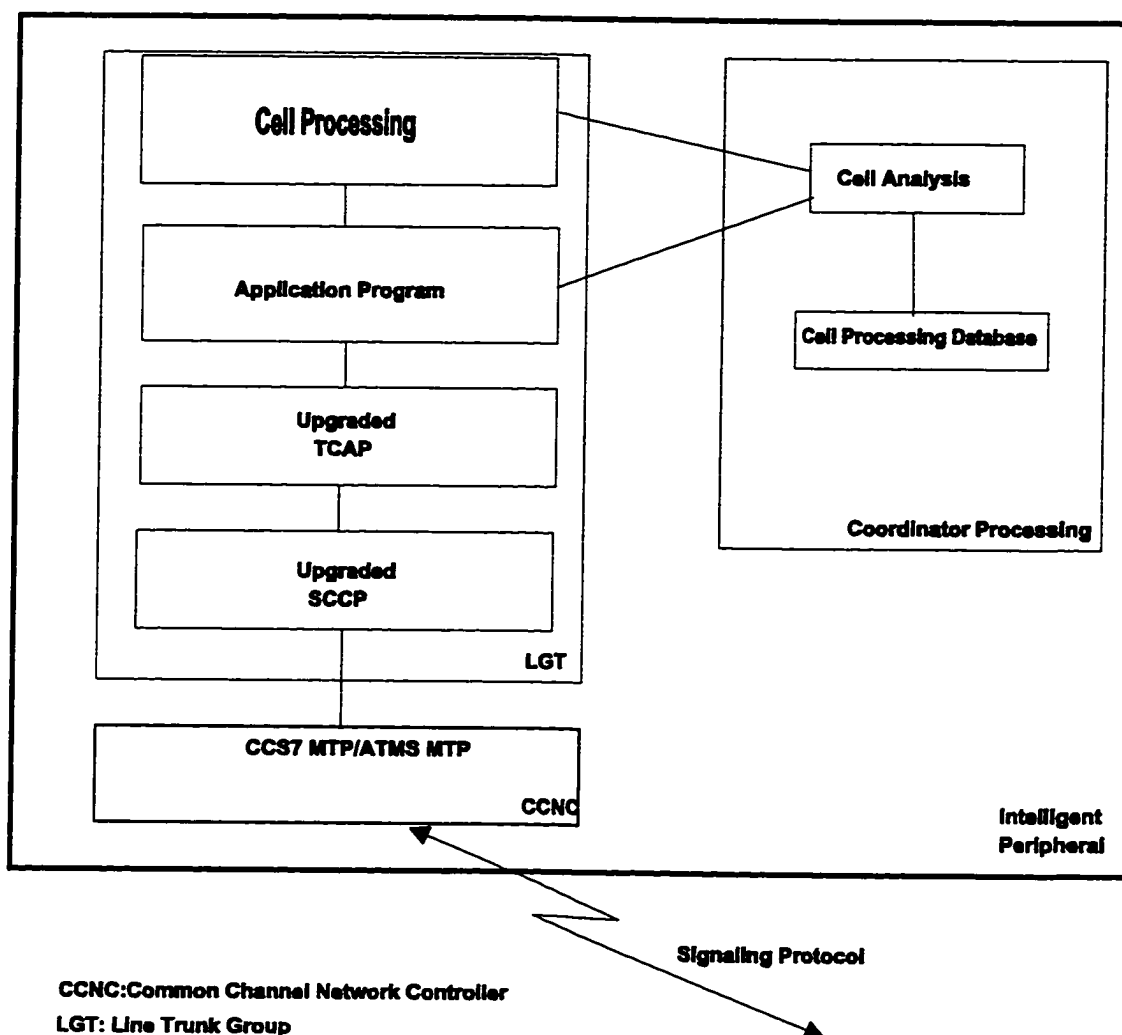 Cell Processing
Application Program
Upgraded
TCAP
Upgraded
SCCP
LGT
CCS7 MTP/ATMS MTP
CCNC
Cell Analysis
Cell Processing Database
Coordinator Processing
Intelligent
Peripheral
Signaling Protocol
CCNC:Common Channel Network Controller
LGT: Line Trunk Group